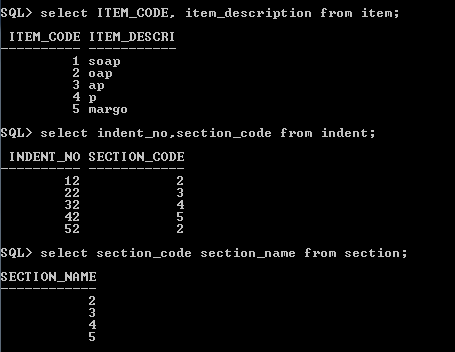 SQL> select ITEM_CODE, item_description from item;
ITEM_CODE ITEM_DESCRI
---------- -----------
1 soap
2 oap
3 ap
4 p
5 margo
SQL> select indent_no,section_code from indent;
INDENT_NO SECTION_CODE
---------- ------------
12 2
22 3
32 4
42 5
52 2
SQL> select section_code section_name from section;
SECTION_NAME
------------
2
3
4
5